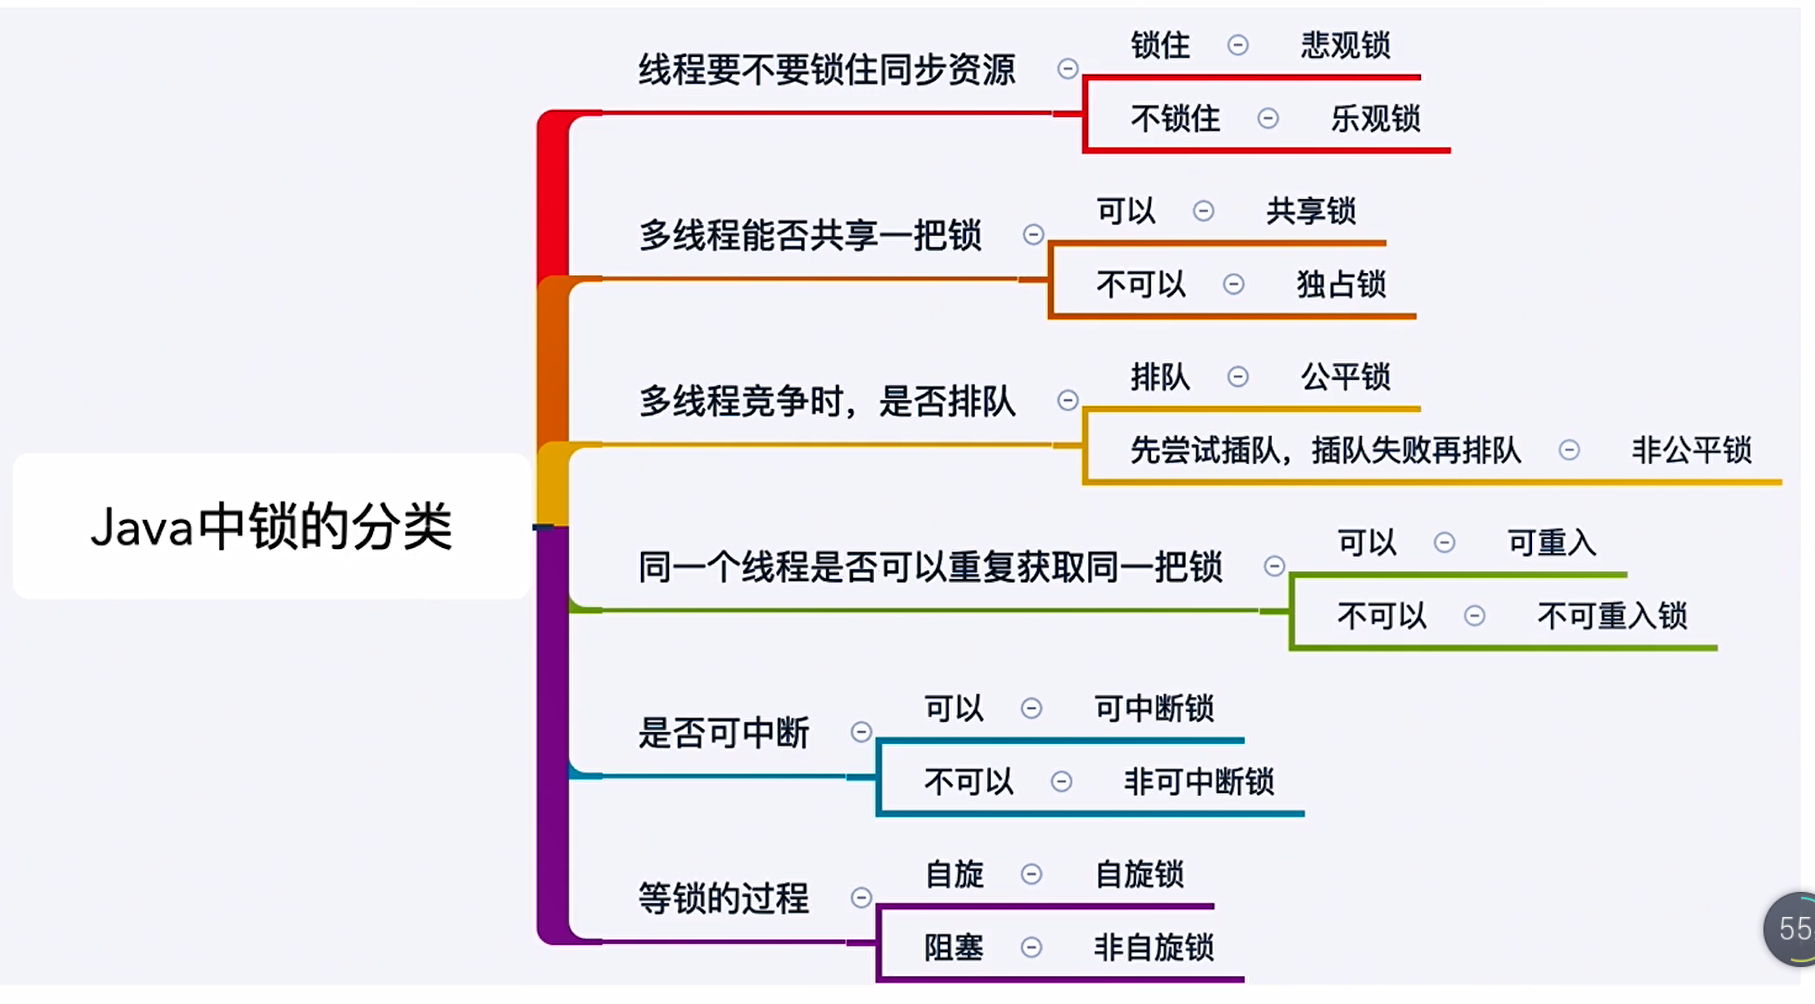 线程要不要锁住同步资源
锁住
悲观锁
不锁住
乐观锁
多线程能否共享一把锁
可以
共享锁
不可以
独占锁
多线程竞争时，是否排队
排队
公平锁
先尝试插队，插队失败再排队
非公平锁
Java中锁的分类
同一个线程是否可以重复获取同一把锁
可以
可重入
不可以
不可重入锁
是否可中断
可以
可中断锁
不可以
非可中断锁
等锁的过程
自旋
自旋锁
阻塞
非自旋锁
55